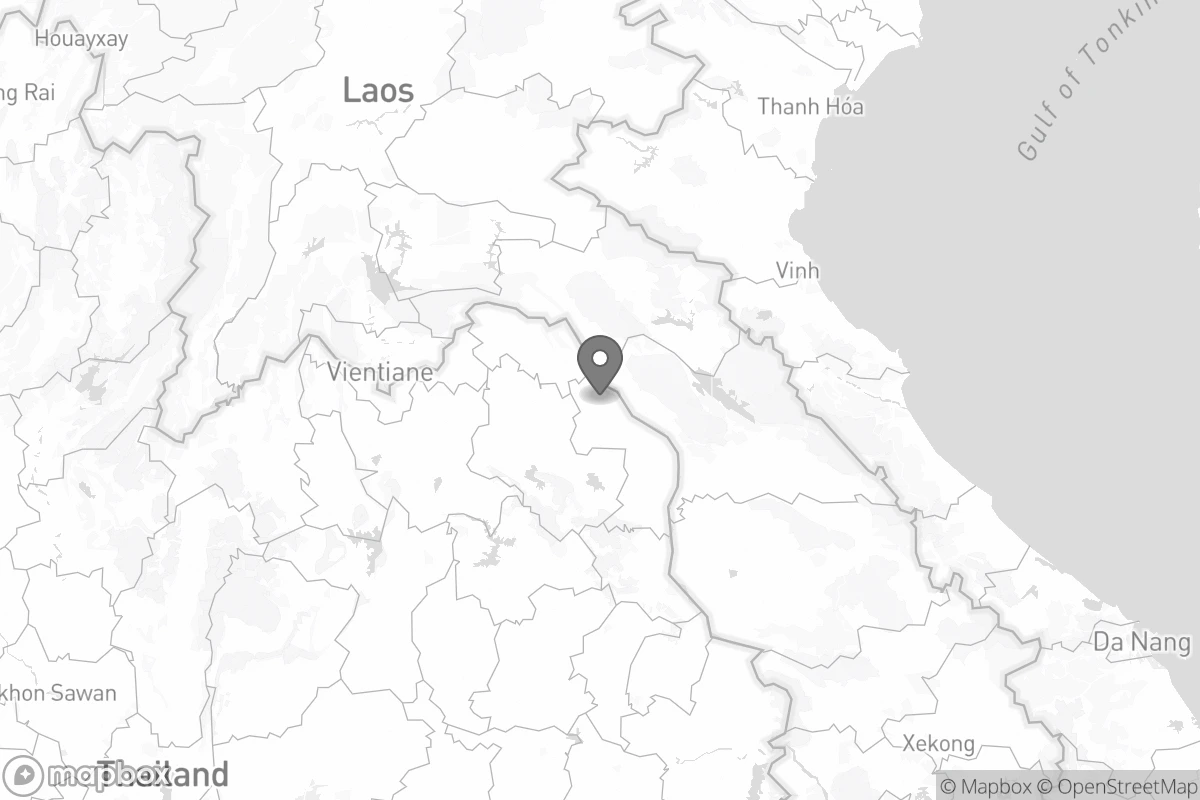 Houayxay
ng Rai
Laos
Thanh Hóa
Gulf of Tonkin
Vinh
Vientiane
Da Nang
khon Sawan
Xekong
Thailand
mapbox
© Mapbox © OpenStreetMap